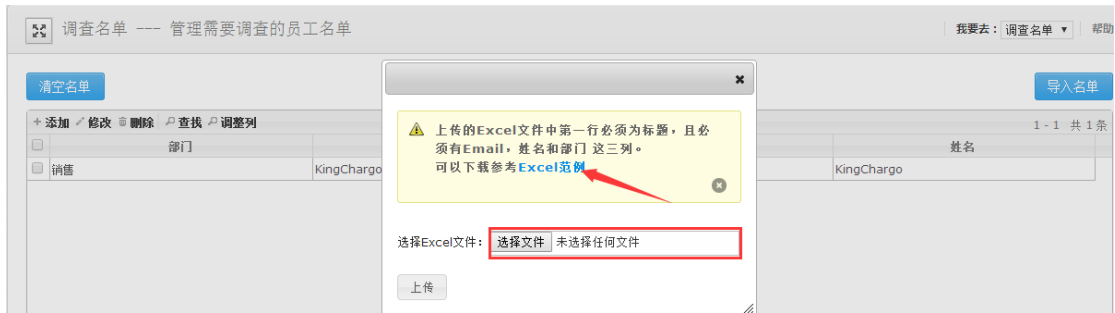 调查名单 --- 管理需要调查的员工名单
我要去： 调查名单 ▼ 帮助
清空名单
导入名单
+ 添加 修改 删除 查找 调整列
1 - 1 共 1 条
部门
姓名
销售
KingChargo
KingChargo
上传的Excel文件中第一行必须为标题，且必
须有Email，姓名和部门 这三列。
可以下载参考Excel范例
选择Excel文件： 选择文件 未选择任何文件
上传